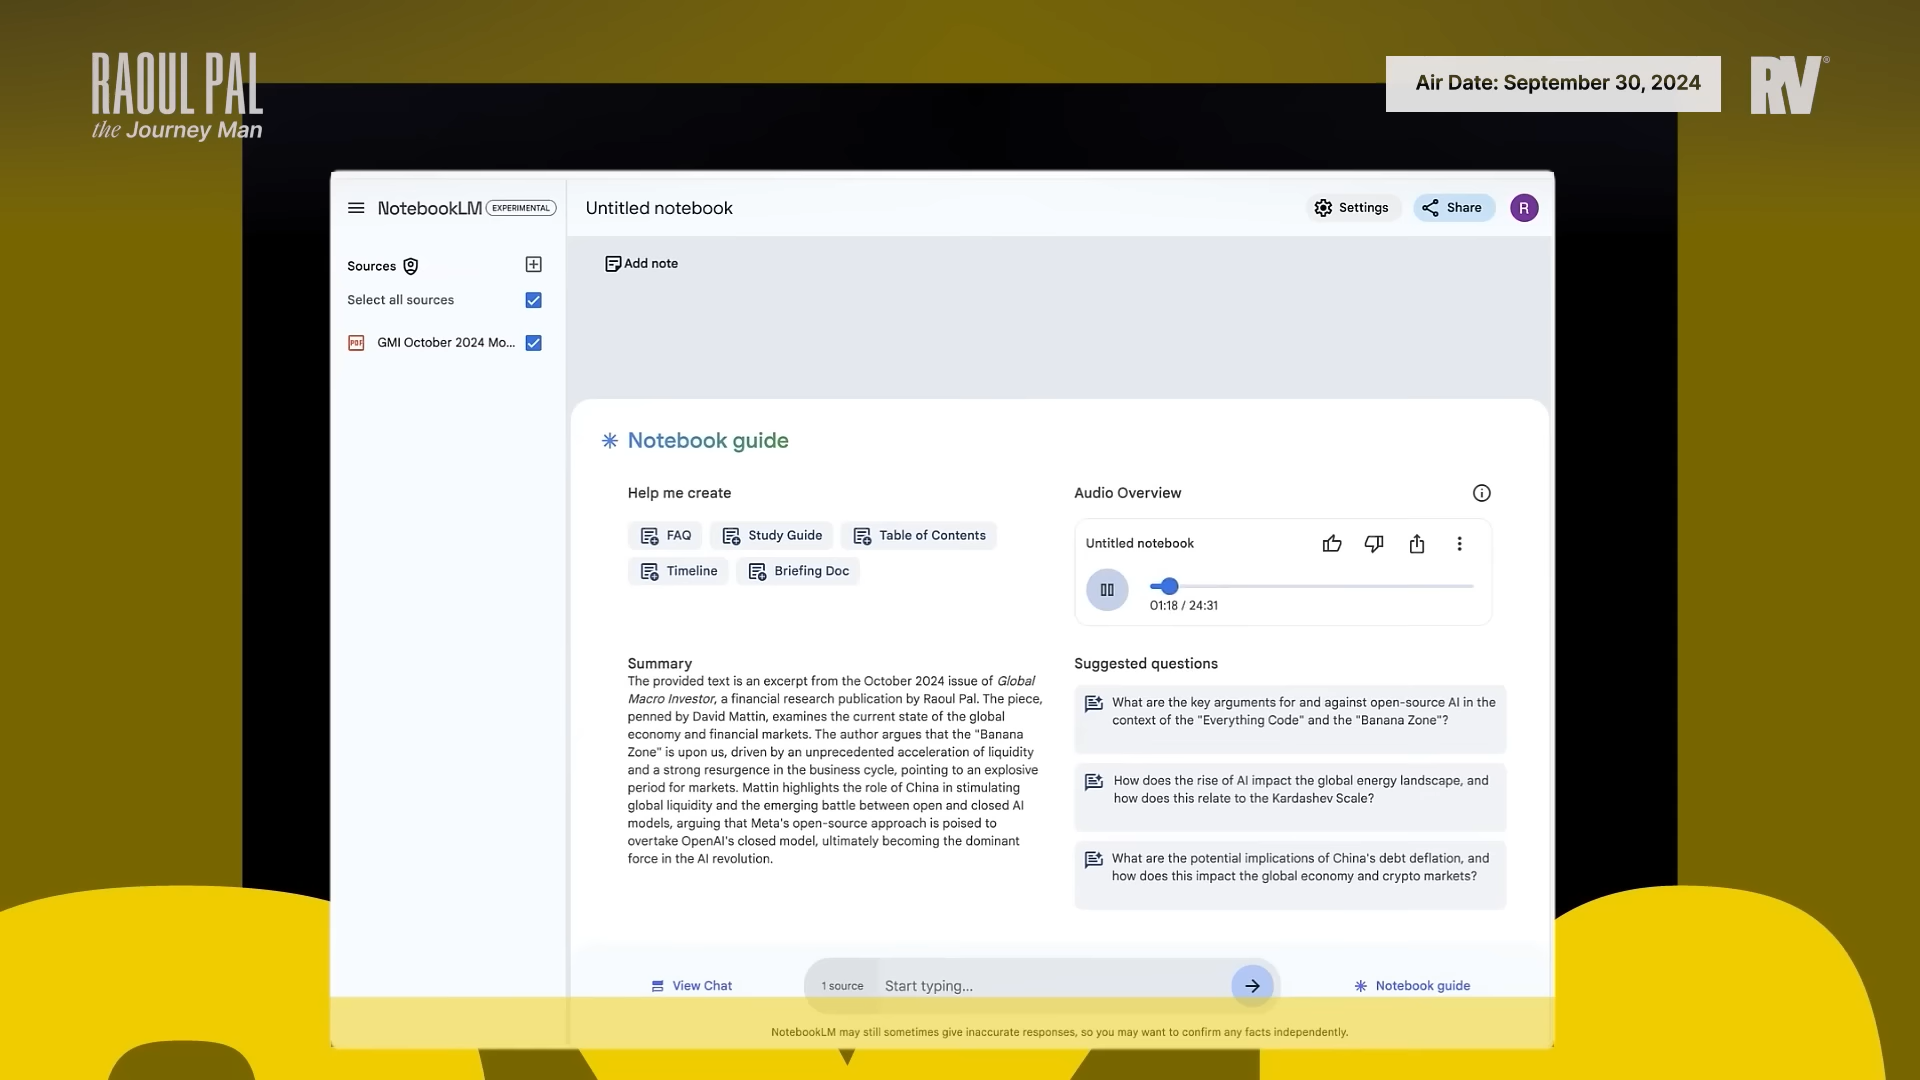 RAOUL PAL
the Journey Man
Air Date: September 30, 2024
RV®
NotebookLM EXPERIMENTAL
Untitled notebook
Settings
Share
R
Sources
Select all sources
PDF GMI October 2024 Mo...
Add note
Notebook guide
Help me create
FAQ
Study Guide
Table of Contents
Timeline
Briefing Doc
Audio Overview
Untitled notebook
01:18 / 24:31
Summary
The provided text is an excerpt from the October 2024 issue of Global
Macro Investor, a financial research publication by Raoul Pal. The piece,
penned by David Mattin, examines the current state of the global
economy and financial markets. The author argues that the "Banana
Zone" is upon us, driven by an unprecedented acceleration of liquidity
and a strong resurgence in the business cycle, pointing to an explosive
period for markets. Mattin highlights the role of China in stimulating
global liquidity and the emerging battle between open and closed AI
models, arguing that Meta's open-source approach is poised to
overtake OpenAI's closed model, ultimately becoming the dominant
force in the AI revolution.
Suggested questions
What are the key arguments for and against open-source AI in the
context of the "Everything Code" and the "Banana Zone"?
How does the rise of AI impact the global energy landscape, and
how does this relate to the Kardashev Scale?
What are the potential implications of China's debt deflation, and
how does this impact the global economy and crypto markets?
View Chat
1 source
Start typing...
Notebook guide
NotebookLM may still sometimes give inaccurate responses, so you may want to confirm any facts independently.